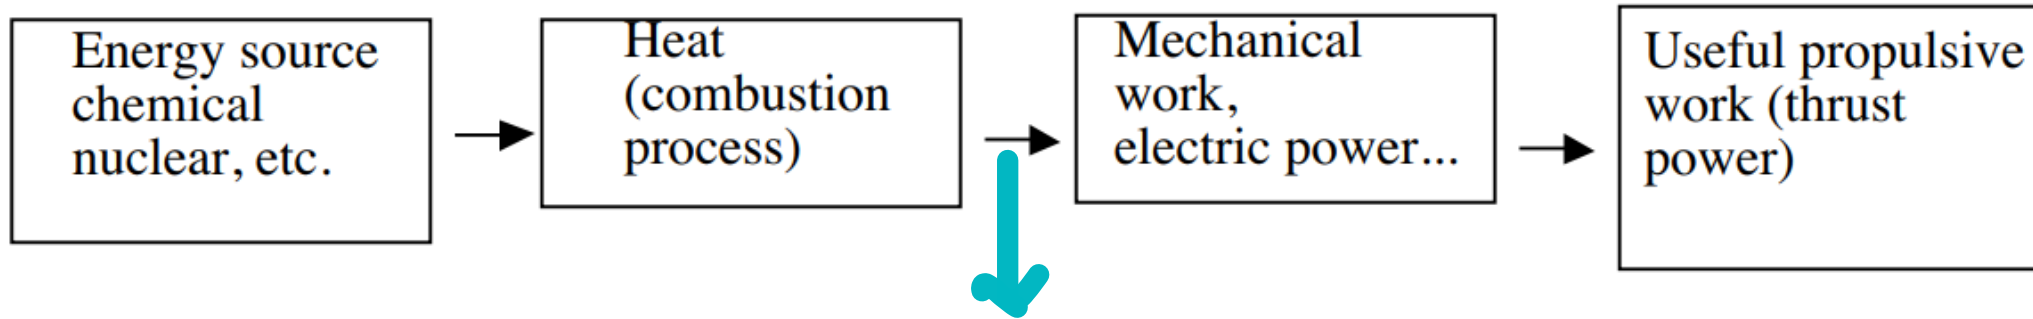 Energy source
chemical
nuclear, etc.
Heat
(combustion
process)
Mechanical
work,
electric power...
Useful propulsive
work (thrust
power)